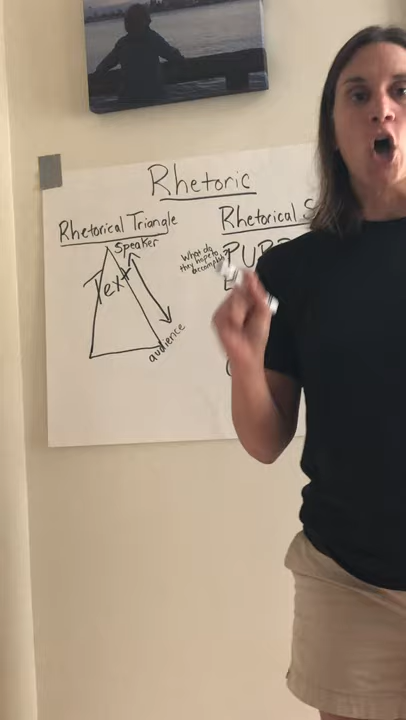 Rhetoric
Rhetorical Triangle
Speaker
Text
audience
Rhetorical S
What do
they hope to
accomplish?
PURP